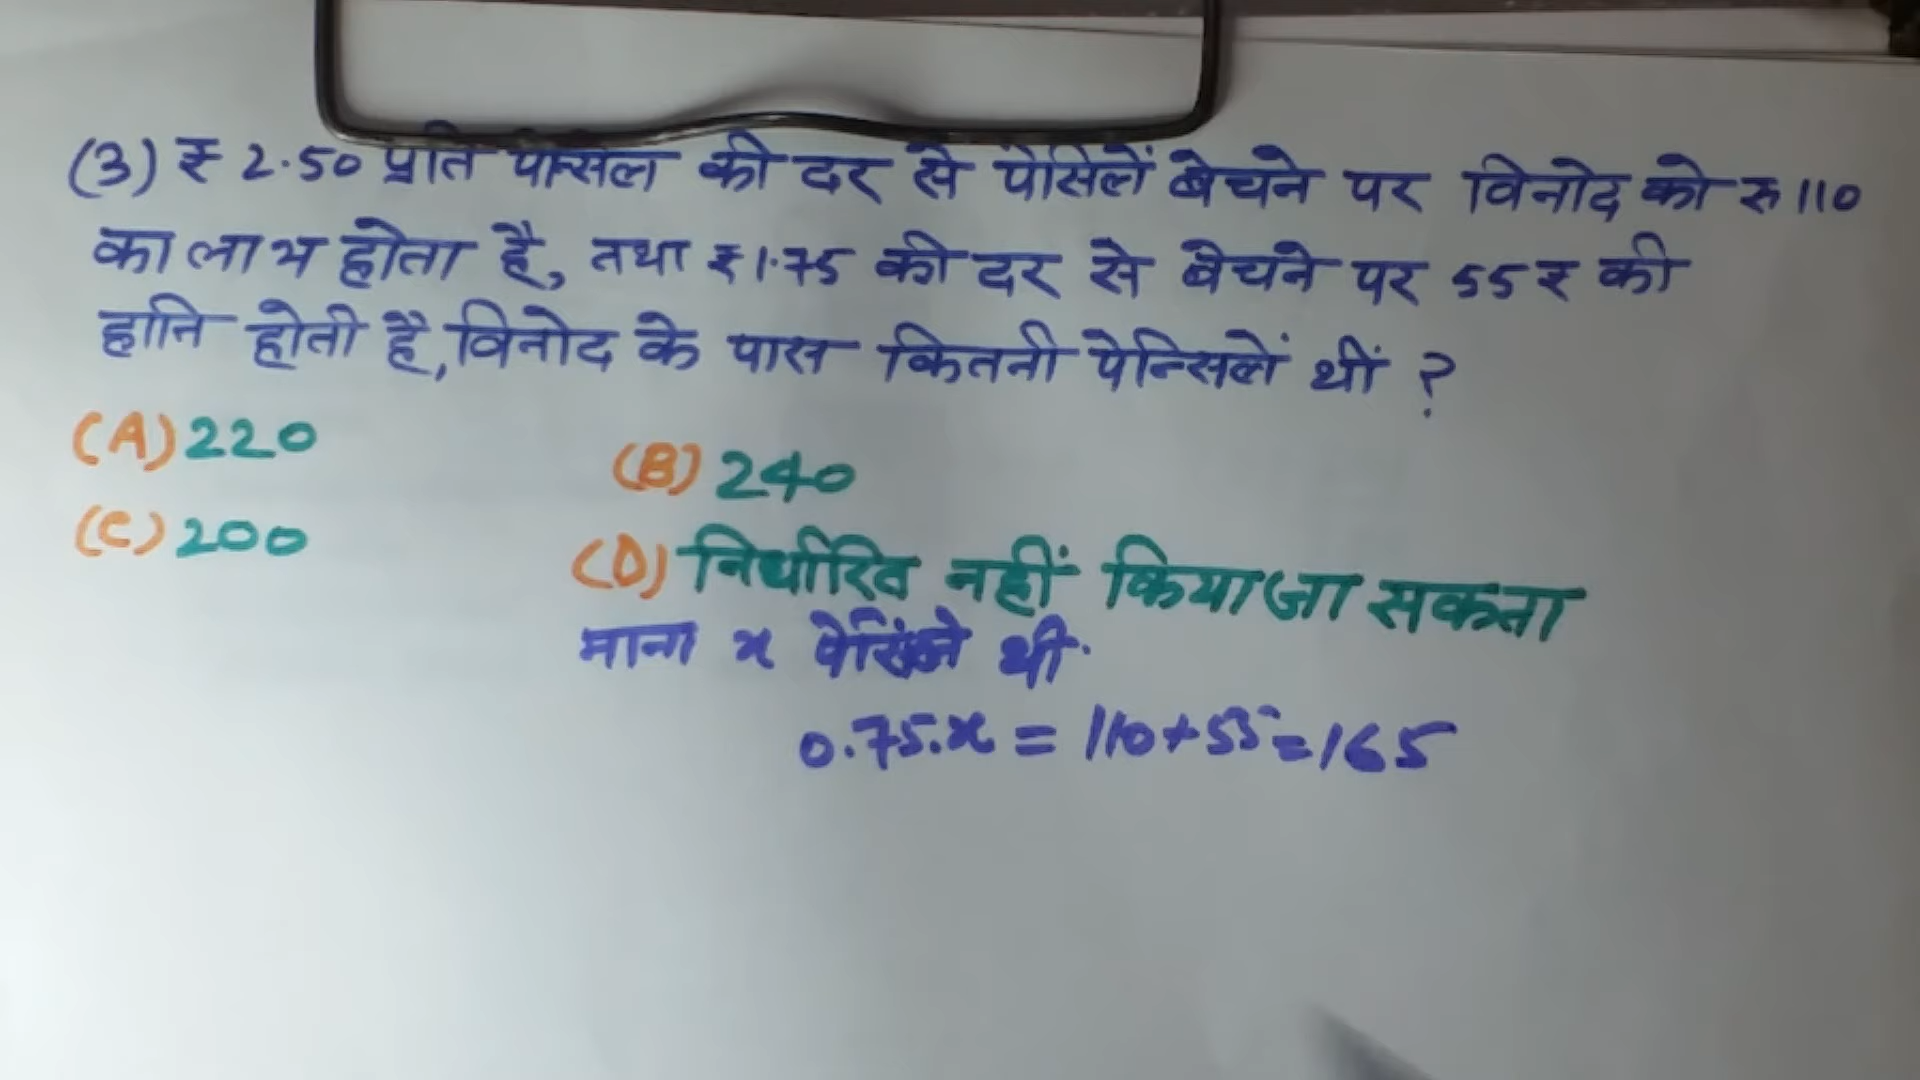 (3) ₹ 2.50 प्रति पेन्सिल की दर से पेंसिलें बेचने पर विनोद को रू 110
का लाभ होता है, तथा ₹1.75 की दर से बेचने पर 55₹ की
हानि होती है, विनोद के पास कितनी पेन्सिलें थीं ?
(A) 220
(B) 240
(C) 200
(D) निर्धारित नहीं किया जा सकता
माना x थी.
0.75.x = 110+55=165